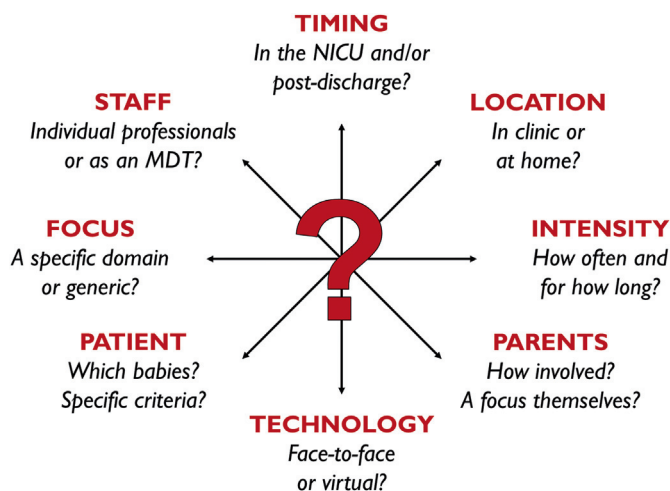 TIMING
In the NICU and/or
post-discharge?
STAFF
Individual professionals
or as an MDT?
LOCATION
In clinic or
at home?
FOCUS
A specific domain
or generic?
?
INTENSITY
How often and
for how long?
PATIENT
Which babies?
Specific criteria?
PARENTS
How involved?
A focus themselves?
TECHNOLOGY
Face-to-face
or virtual?